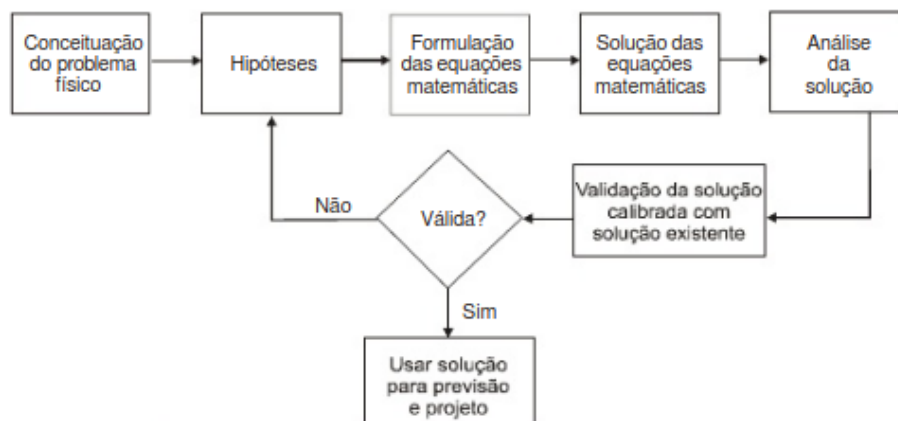 Conceituação
do problema
físico
Hipóteses
Formulação
das equações
matemáticas
Solução das
equações
matemáticas
Análise
da
solução
Validação da solução
calibrada com
solução existente
Válida?
Não
Sim
Usar solução
para previsão
e projeto